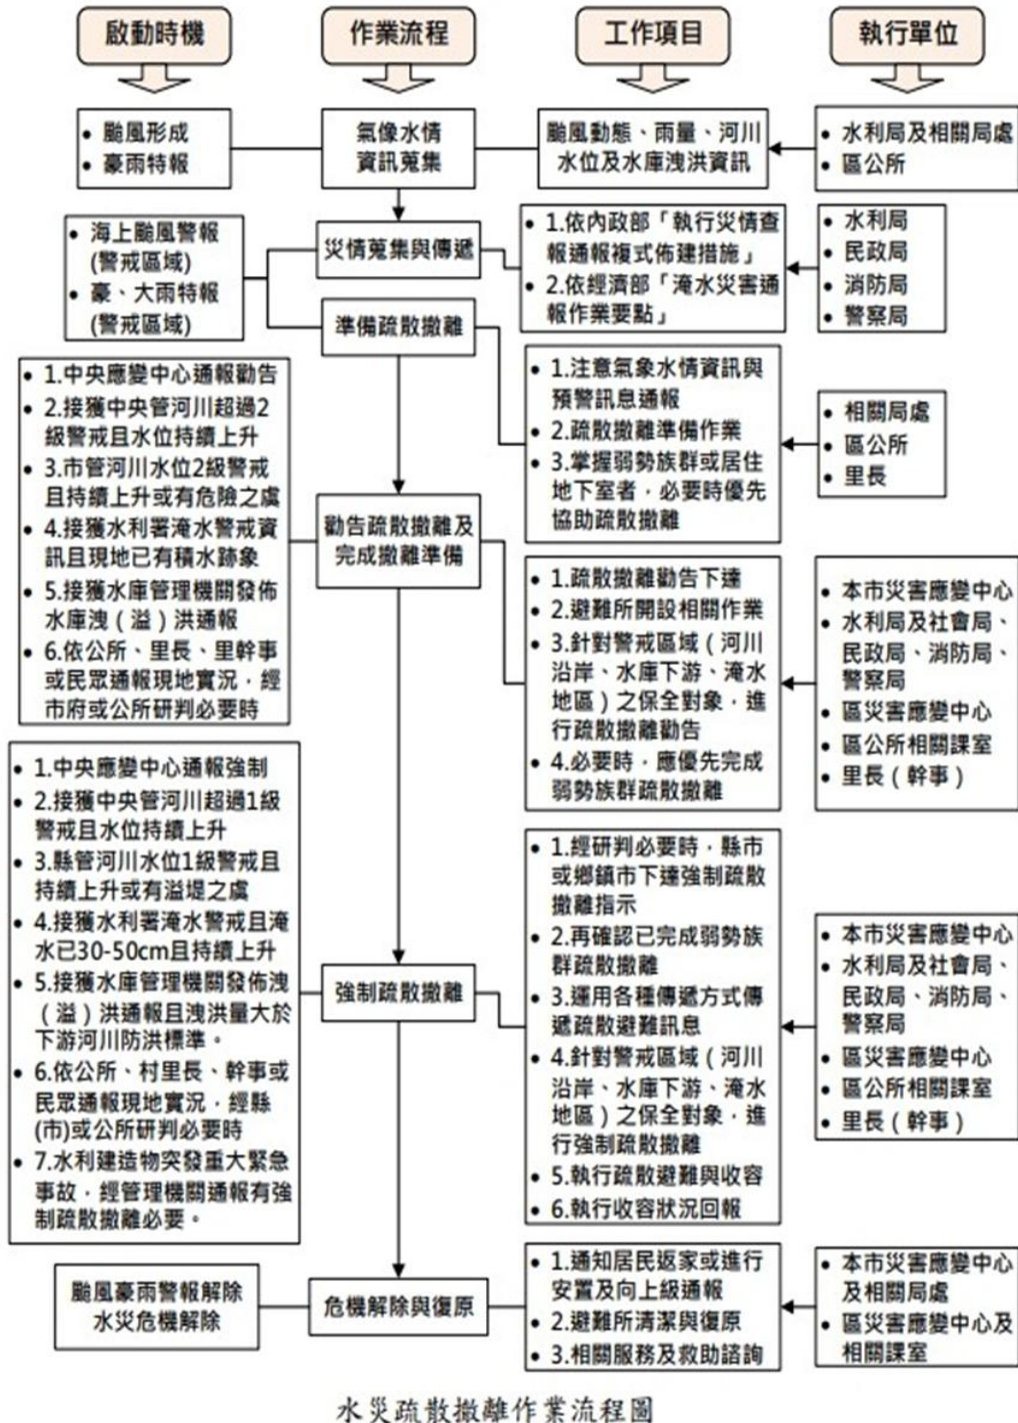 啟動時機
作業流程
工作項目
執行單位
• 颱風形成
• 豪雨特報
氣像水情
資訊蒐集
颱風動態、雨量、河川
水位及水庫洩洪資訊
• 水利局及相關局處
• 區公所
• 海上颱風警報
(警戒區域)
• 豪、大雨特報
(警戒區域)
災情蒐集與傳遞
• 1.依內政部「執行災情查
報通報複式佈建措施」
• 2.依經濟部「淹水災害通
報作業要點」
• 水利局
• 民政局
• 消防局
• 警察局
準備疏散撤離
• 1.注意氣象水情資訊與
預警訊息通報
• 2.疏散撤離準備作業
• 3.掌握弱勢族群或居住
地下室者，必要時優先
協助疏散撤離
• 相關局處
• 區公所
• 里長
• 1.中央應變中心通報勸告
• 2.接獲中央管河川超過2
級警戒且水位持續上升
• 3.市管河川水位2級警戒
且持續上升或有危險之虞
• 4.接獲水利署淹水警戒資
訊且現地已有積水跡象
• 5.接獲水庫管理機關發佈
水庫洩（溢）洪通報
• 6.依公所、里長、里幹事
或民眾通報現地實況，經
市府或公所研判必要時
勸告疏散撤離及
完成撤離準備
• 1.疏散撤離勸告下達
• 2.避難所開設相關作業
• 3.針對警戒區域（河川
沿岸、水庫下游、淹水
地區）之保全對象，進
行疏散撤離勸告
• 4.必要時，應優先完成
弱勢族群疏散撤離
• 本市災害應變中心
• 水利局及社會局、
民政局、消防局、
警察局
• 區災害應變中心
• 區公所相關課室
• 里長（幹事）
• 1.中央應變中心通報強制
• 2.接獲中央管河川超過1級
警戒且水位持續上升
• 3.縣管河川水位1級警戒且
持續上升或有溢堤之虞
• 4.接獲水利署淹水警戒且淹
水已30-50cm且持續上升
• 5.接獲水庫管理機關發佈洩
（溢）洪通報且洩洪量大於
下游河川防洪標準。
• 6.依公所、村里長、幹事或
民眾通報現地實況，經縣
(市)或公所研判必要時
• 7.水利建造物突發重大緊急
事故，經管理機關通報有強
制疏散撤離必要。
強制疏散撤離
• 1.經研判必要時，縣市
或鄉鎮市下達強制疏散
撤離指示
• 2.再確認已完成弱勢族
群疏散撤離
• 3.運用各種傳遞方式傳
遞疏散避難訊息
• 4.針對警戒區域（河川
沿岸、水庫下游、淹水
地區）之保全對象，進
行強制疏散撤離
• 5.執行疏散避難與收容
• 6.執行收容狀況回報
• 本市災害應變中心
• 水利局及社會局、
民政局、消防局、
警察局
• 區災害應變中心
• 區公所相關課室
• 里長（幹事）
颱風豪雨警報解除
水災危機解除
危機解除與復原
• 1.通知居民返家或進行
安置及向上級通報
• 2.避難所清潔與復原
• 3.相關服務及救助諮詢
• 本市災害應變中心
及相關局處
• 區災害應變中心及
相關課室
水災疏散撤離作業流程圖